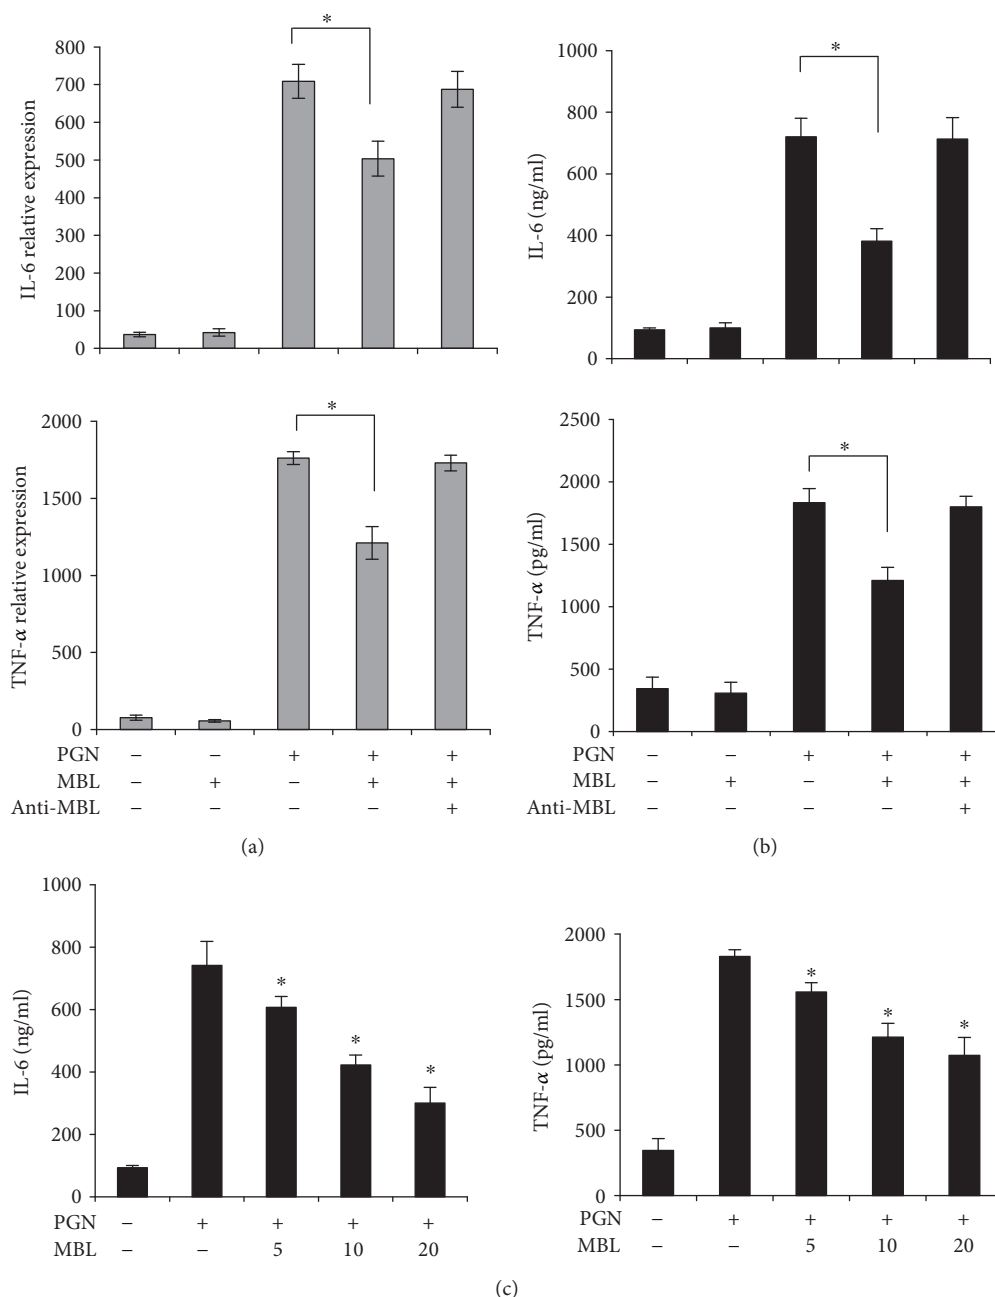 *
800
700
600
500
400
300
200
100
0
IL-6 relative expression
*
1000
800
600
400
200
0
IL-6 (ng/ml)
*
2000
1500
1000
500
0
TNF-α relative expression
PGN − − + + +
MBL − + − + +
Anti-MBL − − − − +
(a)
*
2500
2000
1500
1000
500
0
TNF-α (pg/ml)
PGN − − + + +
MBL − + − + +
Anti-MBL − − − − +
(b)
1000
800
600
400
200
0
IL-6 (ng/ml)
* * *
PGN − + + + +
MBL − − 5 10 20
2000
1500
1000
500
0
TNF-α (pg/ml)
* * *
PGN − + + + +
MBL − − 5 10 20
(c)